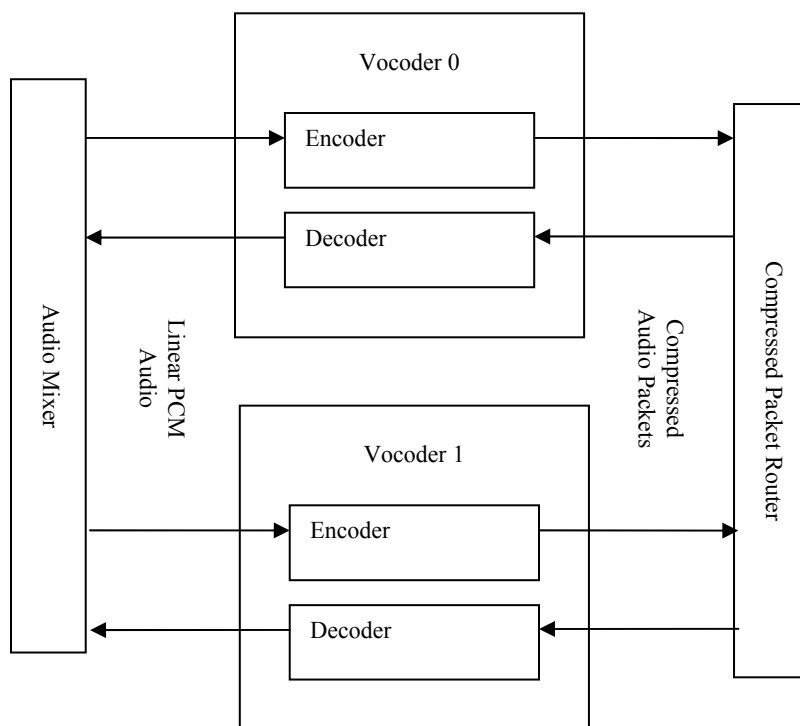 Vocoder 0
Encoder
Decoder
Audio Mixer
Linear PCM
Audio
Compressed
Audio Packets
Compressed Packet Router
Vocoder 1
Encoder
Decoder